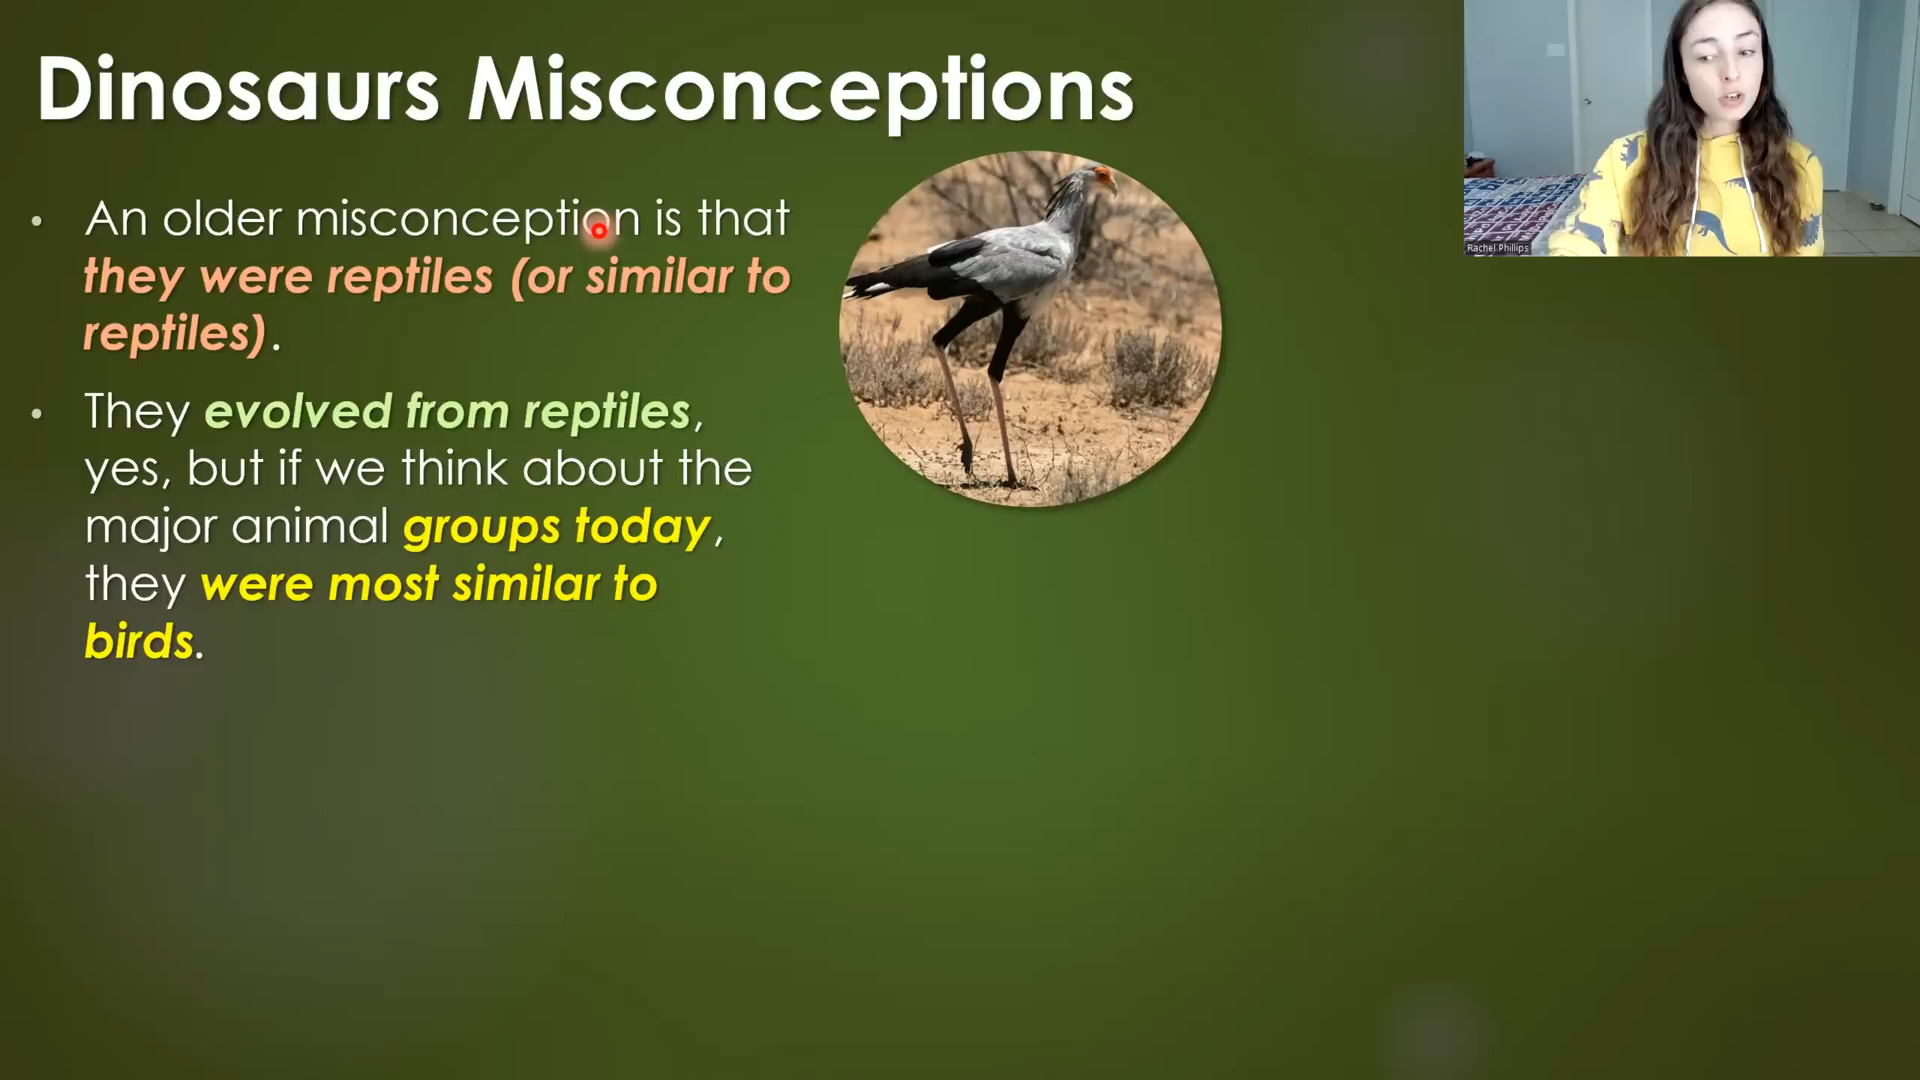 Dinosaurs Misconceptions
• An older misconception is that
they were reptiles (or similar to
reptiles).
• They evolved from reptiles,
yes, but if we think about the
major animal groups today,
they were most similar to
birds.
Rachel Phillips